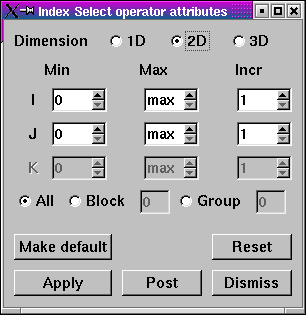 Index Select operator attributes
Dimension 1D 2D 3D
Min Max Incr
I 0 max 1
J 0 max 1
K 0 max 1
All Block 0 Group 0
Make default Reset
Apply Post Dismiss